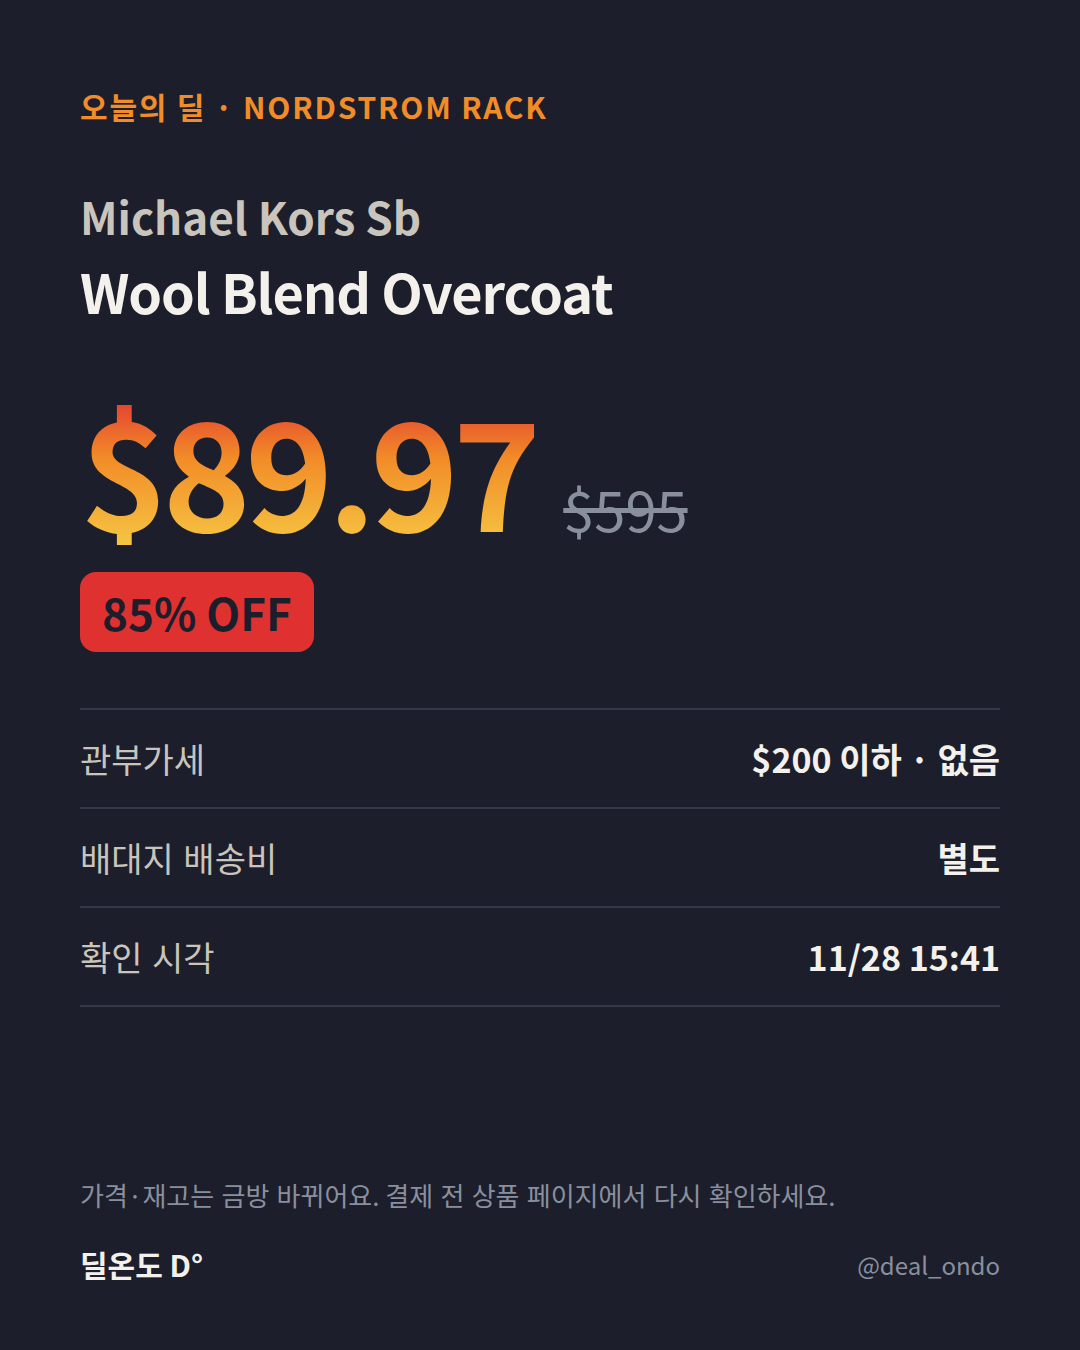 오늘의 딜 · NORDSTROM RACK
Michael Kors Sb
Wool Blend Overcoat
$89.97 $595
85% OFF
관부가세 $200 이하 · 없음
배대지 배송비 별도
확인 시각 11/28 15:41
가격·재고는 금방 바뀌어요. 결제 전 상품 페이지에서 다시 확인하세요.
딜온도 D° @deal_ondo